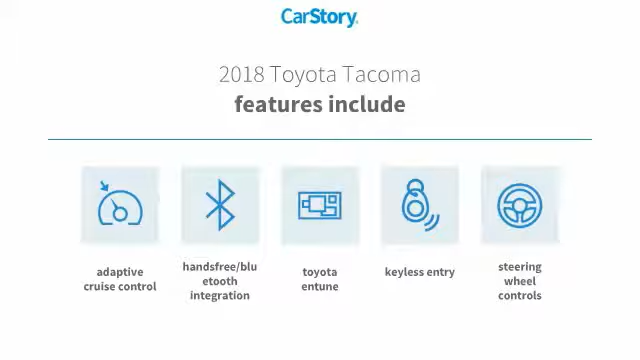 CarStory.
2018 Toyota Tacoma
features include
adaptive
cruise control
handsfree/blu
etooth
integration
toyota
entune
keyless entry
steering
wheel
controls